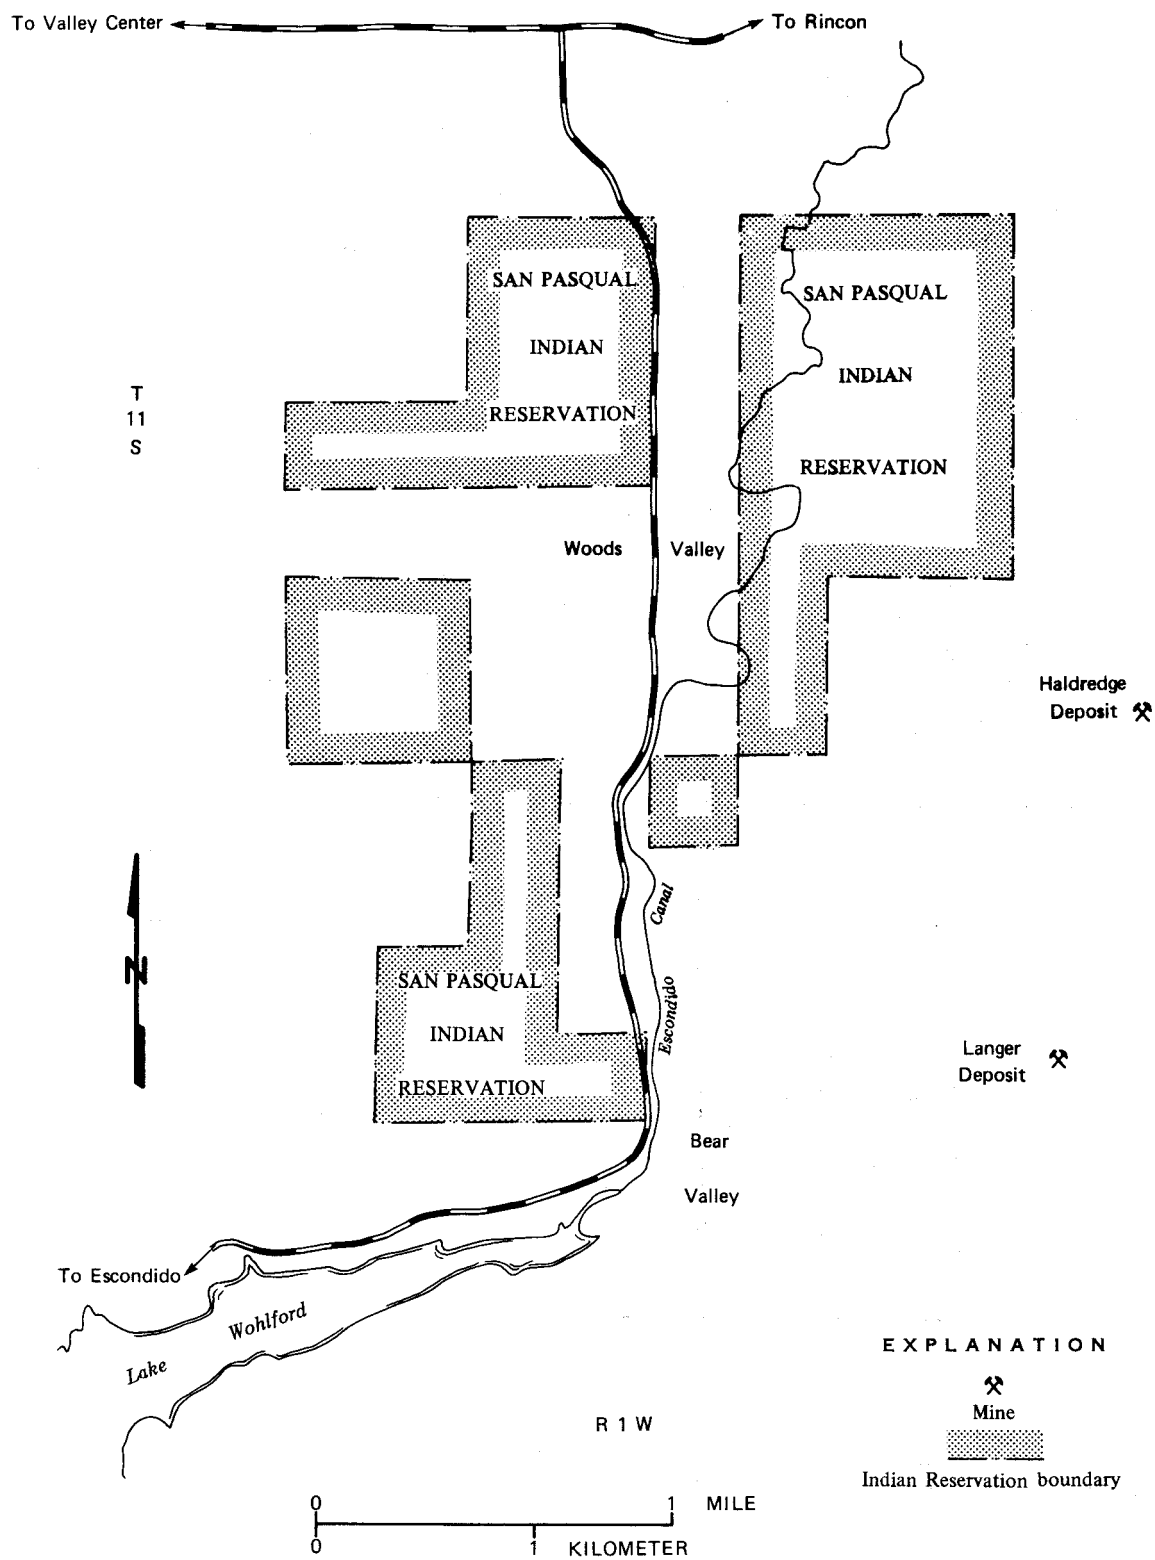 To Valley Center
To Rincon
SAN PASQUAL
INDIAN
RESERVATION
SAN PASQUAL
INDIAN
RESERVATION
T
11
S
Woods Valley
Haldredge
Deposit
Canal
Escondido
N
SAN PASQUAL
INDIAN
RESERVATION
Langer
Deposit
Bear
Valley
To Escondido
Wohlford
Lake
EXPLANATION
Mine
Indian Reservation boundary
R 1 W
0 1 MILE
0 1 KILOMETER